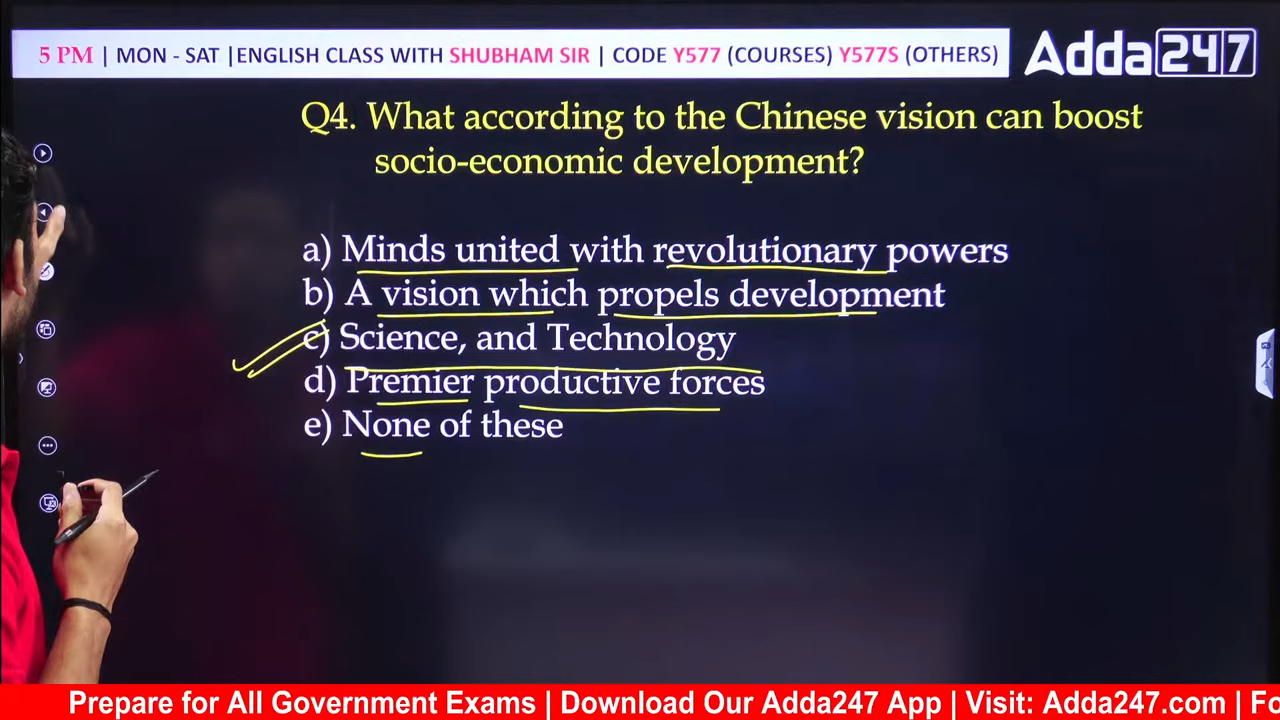 5 PM | MON - SAT |ENGLISH CLASS WITH SHUBHAM SIR | CODE Y577 (COURSES) Y577S (OTHERS)
Adda247
Q4. What according to the Chinese vision can boost
socio-economic development?
a) Minds united with revolutionary powers
b) A vision which propels development
c) Science, and Technology
d) Premier productive forces
e) None of these
Prepare for All Government Exams | Download Our Adda247 App | Visit: Adda247.com | Fo